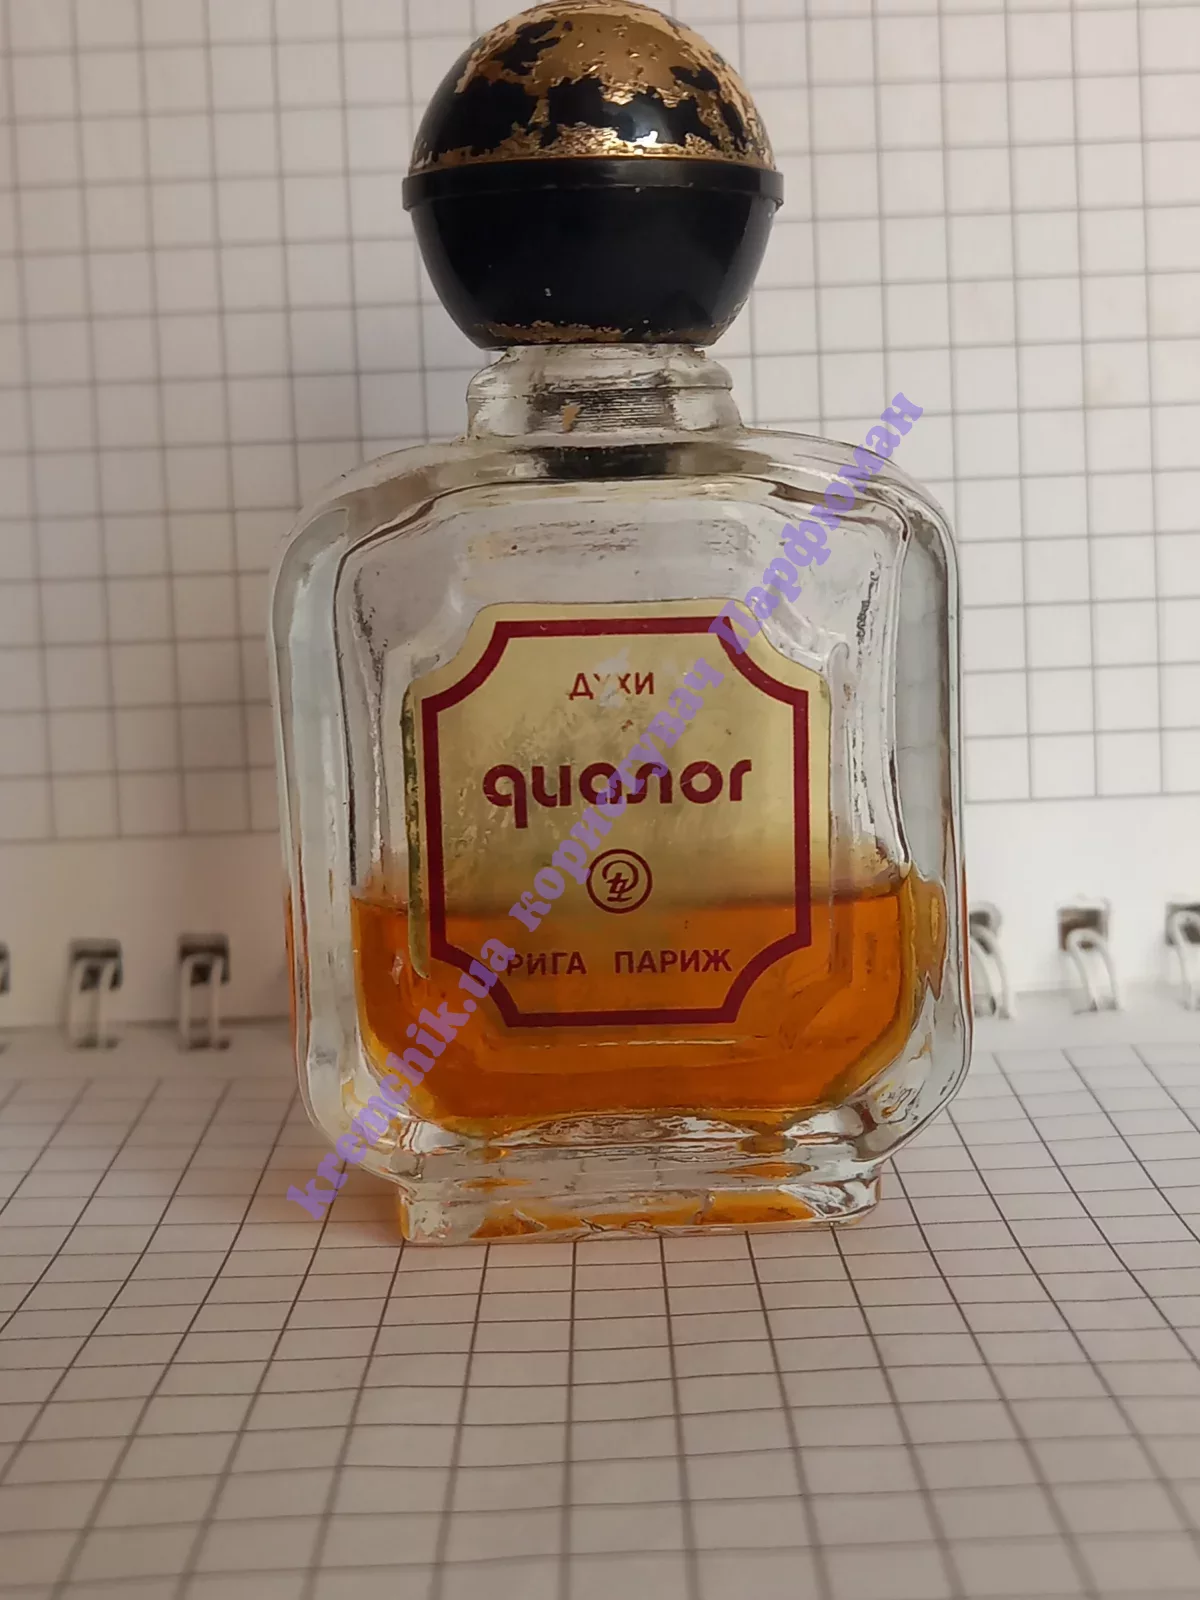 ДУХИ
диалог
РИГА ПАРИЖ
kremchik.ua користувач Парфюман